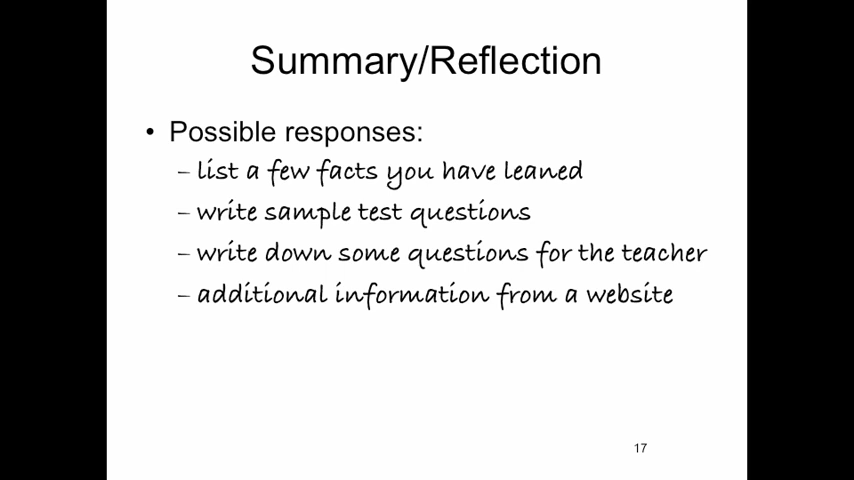 Summary/Reflection
• Possible responses:
– list a few facts you have leaned
– write sample test questions
– write down some questions for the teacher
– additional information from a website
17